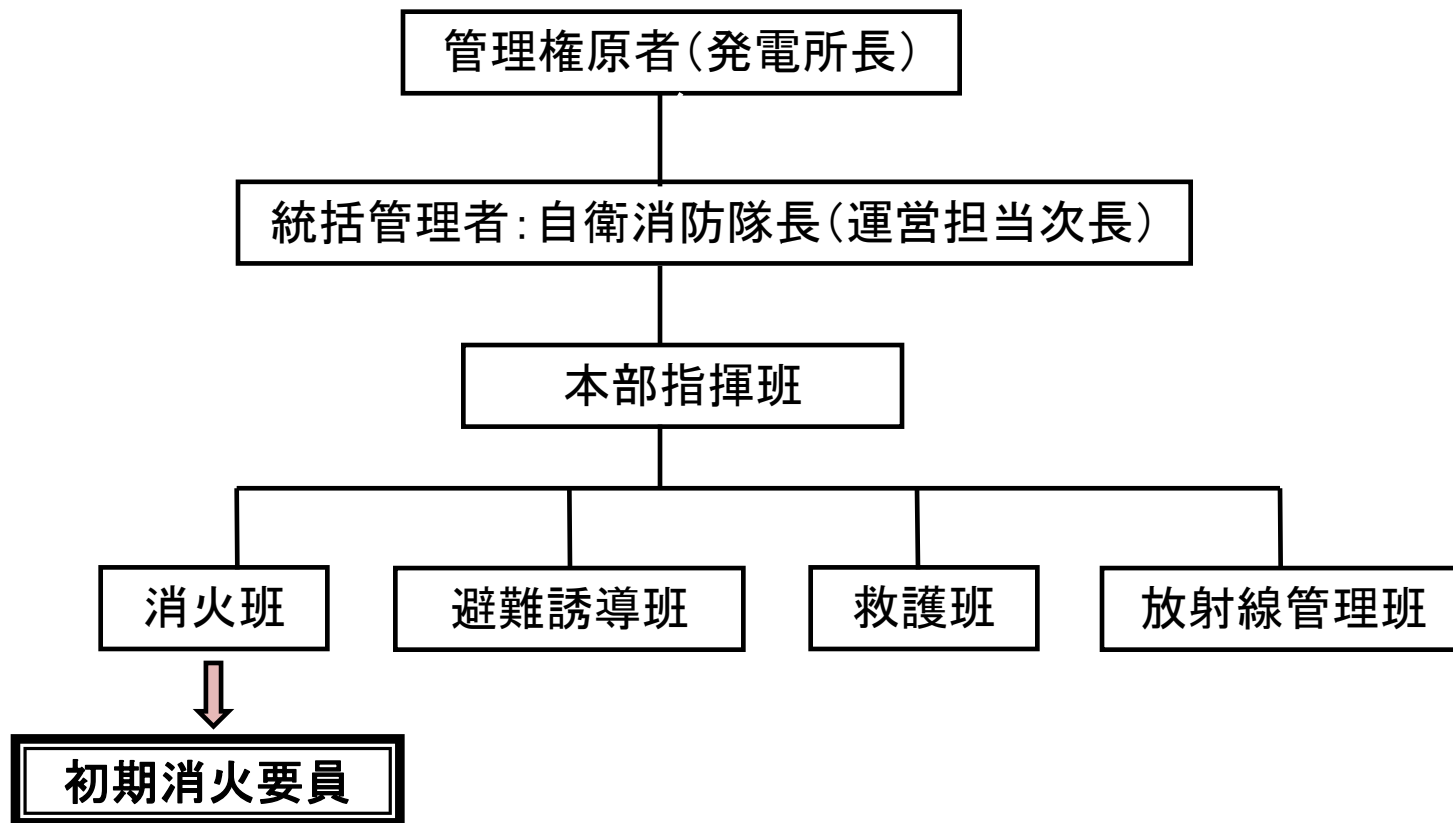 管理権原者(発電所長)
統括管理者:自衛消防隊長(運営担当次長)
本部指揮班
消火班
避難誘導班
救護班
放射線管理班
初期消火要員